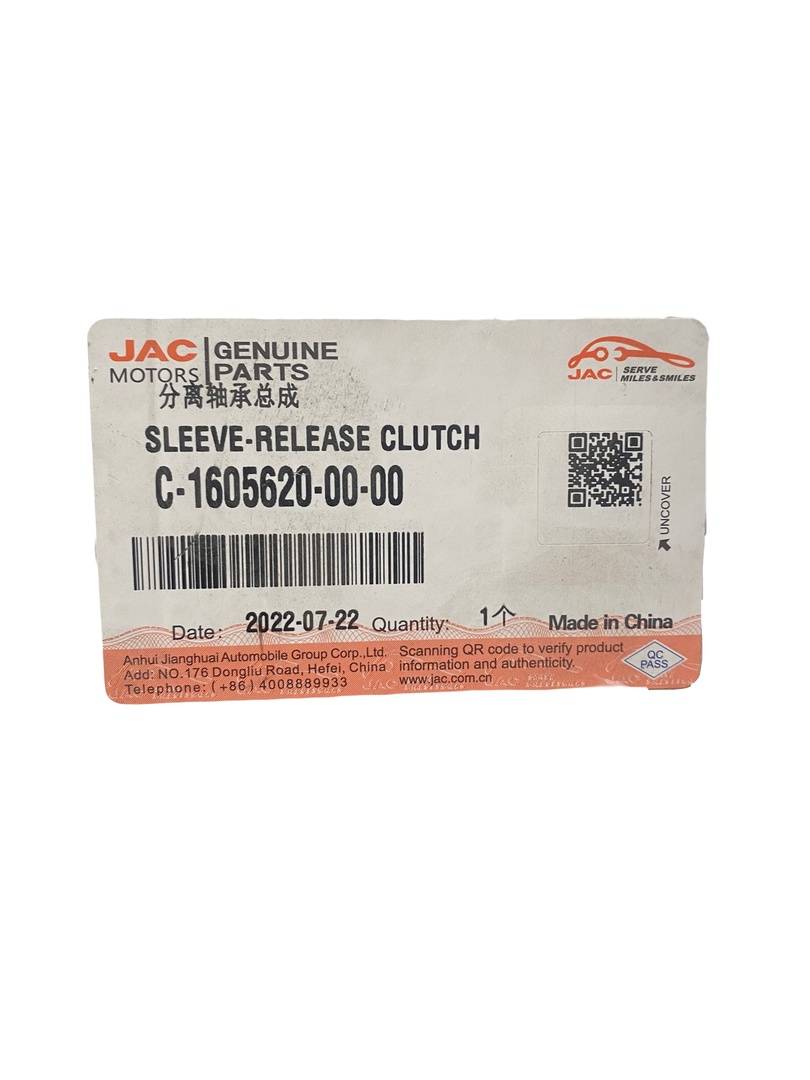 JAC MOTORS
GENUINE PARTS
JAC SERVE MILES&SMILES
分离轴承总成
SLEEVE-RELEASE CLUTCH
C-1605620-00-00
UNCOVER
Date: 2022-07-22 Quantity: 1个 Made in China
Anhui Jianghuai Automobile Group Corp.,Ltd.
Add: NO.176 Dongliu Road, Hefei, China
Telephone: (+86) 4008889933
Scanning QR code to verify product
information and authenticity.
www.jac.com.cn
QC
PASS